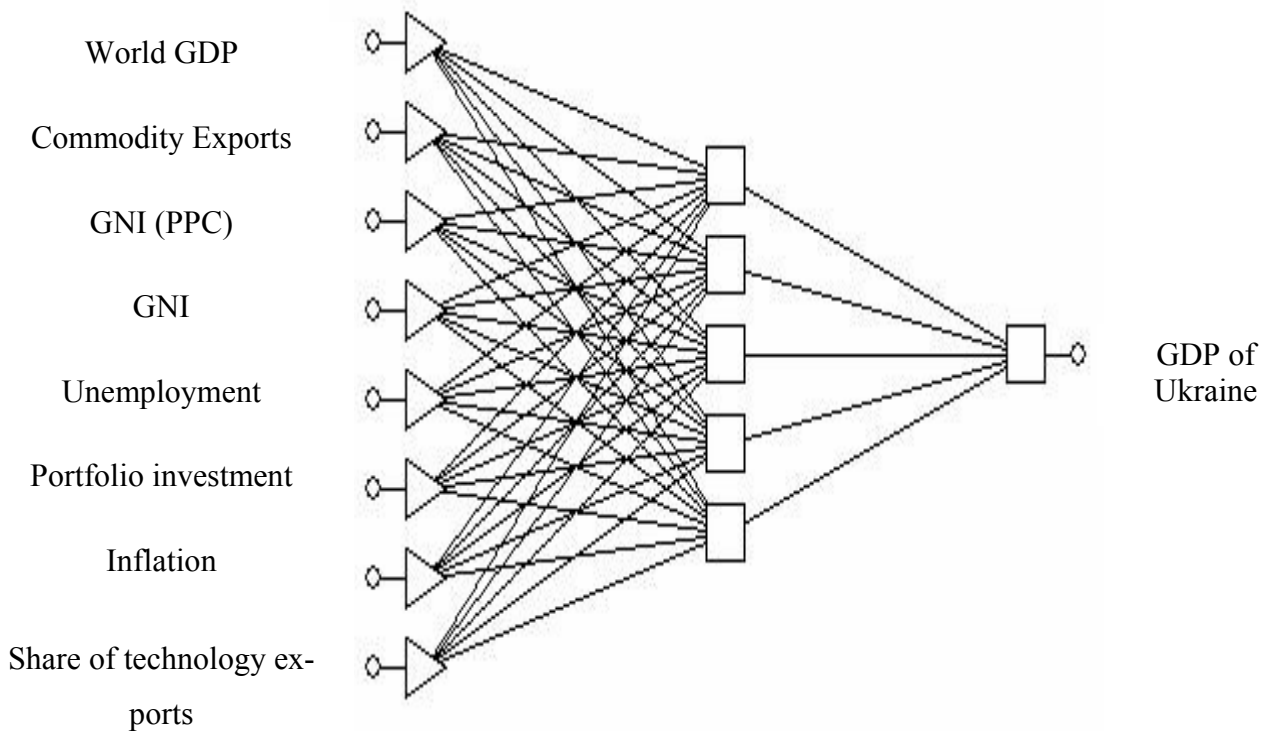 World GDP
Commodity Exports
GNI (PPC)
GNI
Unemployment
Portfolio investment
Inflation
Share of technology ex-
ports
GDP of
Ukraine